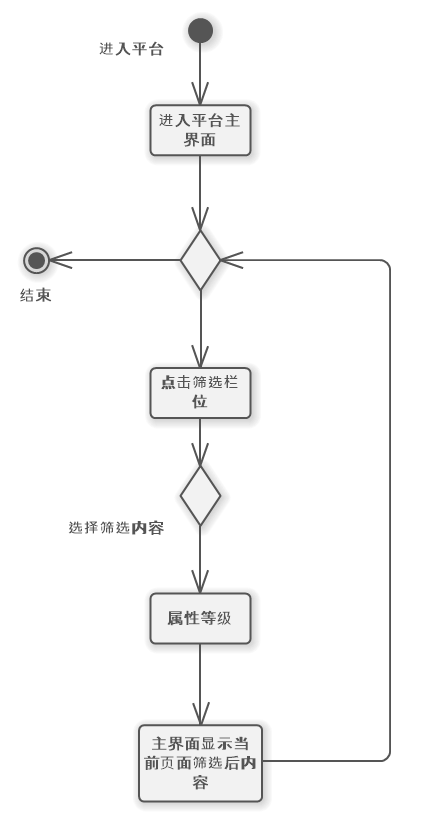 进入平台
进入平台主
界面
结束
点击筛选栏
位
选择筛选内容
属性等级
主界面显示当
前页面筛选后内
容